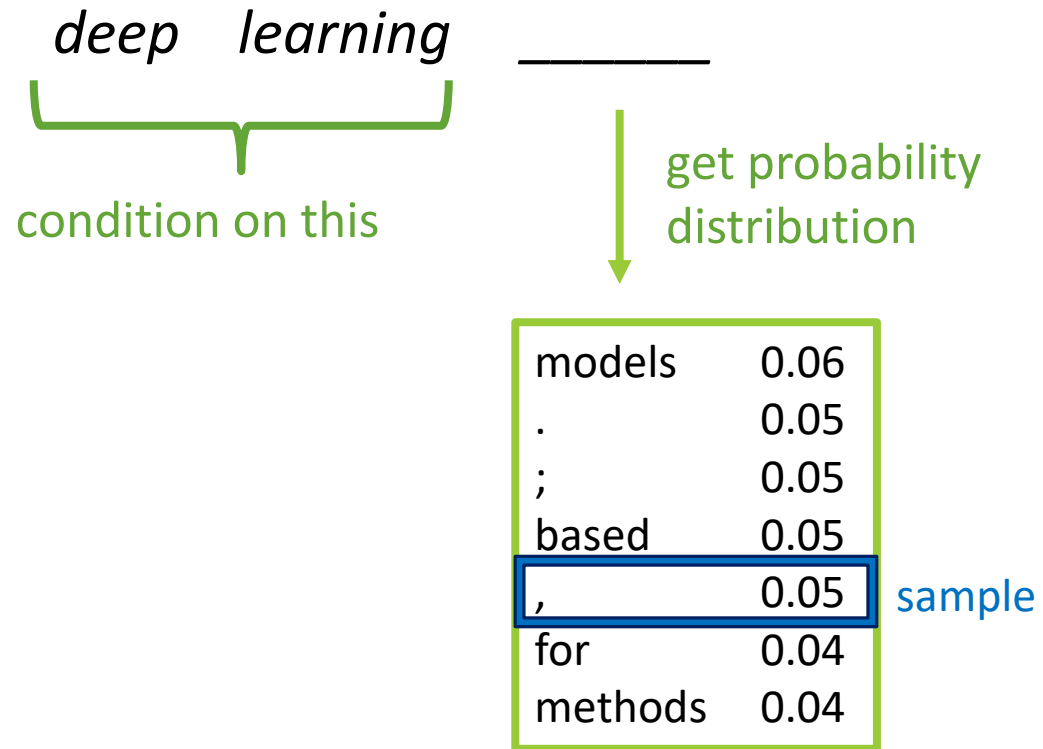 deep learning ______
condition on this
get probability
distribution
models 0.06
. 0.05
; 0.05
based 0.05
, 0.05
sample
for 0.04
methods 0.04